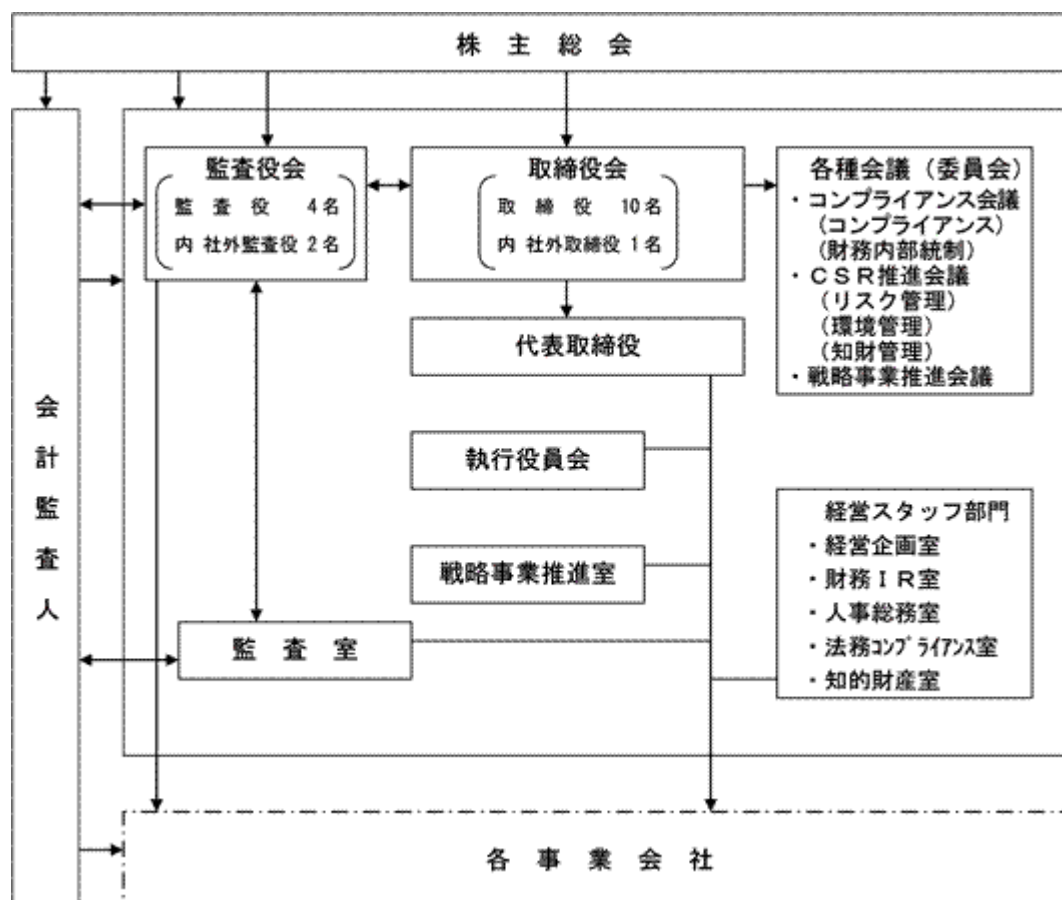 株主総会
会計監査人
監査役会
監査役 4名
内 社外監査役 2名
取締役会
取締役 10名
内 社外取締役 1名
各種会議（委員会）
・コンプライアンス会議
（コンプライアンス）
（財務内部統制）
・ＣＳＲ推進会議
（リスク管理）
（環境管理）
（知財管理）
・戦略事業推進会議
代表取締役
執行役員会
戦略事業推進室
監査室
経営スタッフ部門
・経営企画室
・財務ＩＲ室
・人事総務室
・法務ｺﾝﾌﾟﾗｲｱﾝｽ室
・知的財産室
各事業会社